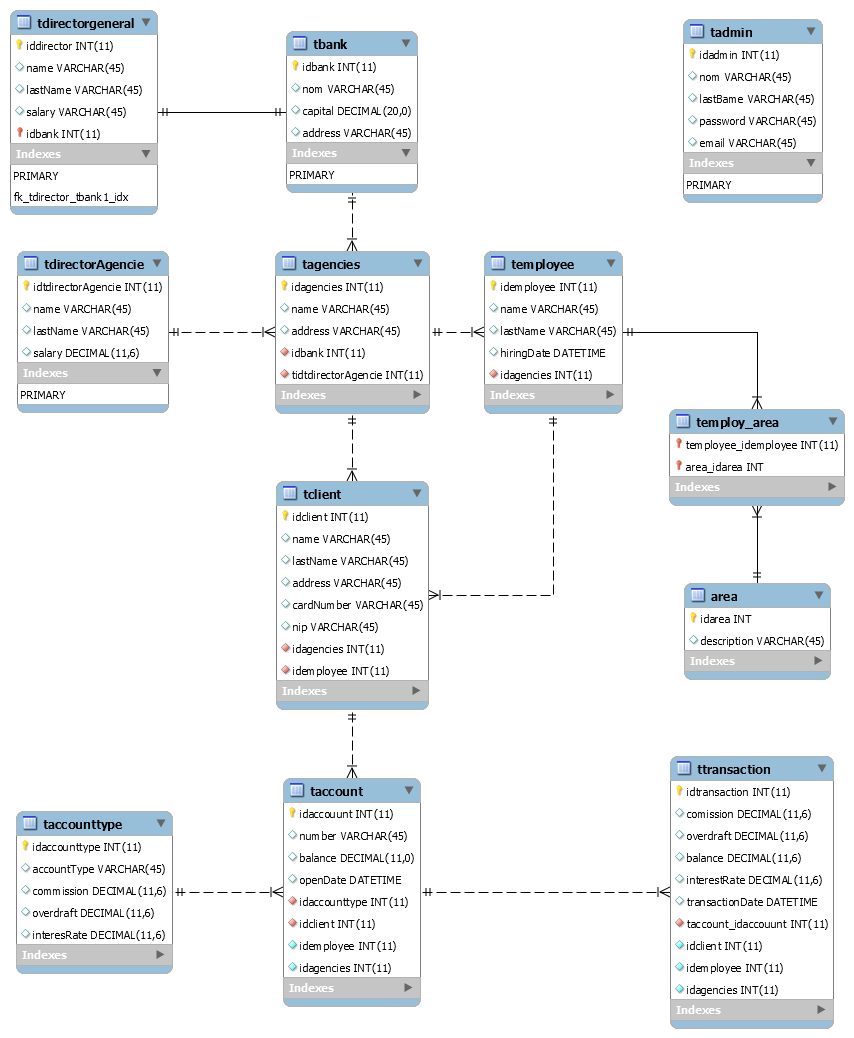 tdirectorgeneral
iddirector INT(11)
name VARCHAR(45)
lastName VARCHAR(45)
salary VARCHAR(45)
idbank INT(11)
Indexes
PRIMARY
fk_tdirector_tbank1_idx
tbank
idbank INT(11)
nom VARCHAR(45)
capital DECIMAL(20,0)
address VARCHAR(45)
Indexes
PRIMARY
tadmin
idadmin INT(11)
nom VARCHAR(45)
lastBame VARCHAR(45)
password VARCHAR(45)
email VARCHAR(45)
Indexes
PRIMARY
tdirectorAgencie
idtdirectorAgencie INT(11)
name VARCHAR(45)
lastName VARCHAR(45)
salary DECIMAL(11,6)
Indexes
PRIMARY
tagencies
idagencies INT(11)
name VARCHAR(45)
address VARCHAR(45)
idbank INT(11)
tidtdirectorAgencie INT(11)
Indexes
temployee
idemployee INT(11)
name VARCHAR(45)
lastName VARCHAR(45)
hiringDate DATETIME
idagencies INT(11)
Indexes
temploy_area
temployee_idemployee INT(11)
area_idarea INT
Indexes
tclient
idclient INT(11)
name VARCHAR(45)
lastName VARCHAR(45)
address VARCHAR(45)
cardNumber VARCHAR(45)
nip VARCHAR(45)
idagencies INT(11)
idemployee INT(11)
Indexes
area
idarea INT
description VARCHAR(45)
Indexes
taccounttype
idaccounttype INT(11)
accountType VARCHAR(45)
commission DECIMAL(11,6)
overdraft DECIMAL(11,6)
interesRate DECIMAL(11,6)
Indexes
taccount
idaccouunt INT(11)
number VARCHAR(45)
balance DECIMAL(11,0)
openDate DATETIME
idaccounttype INT(11)
idclient INT(11)
idemployee INT(11)
idagencies INT(11)
Indexes
ttransaction
idtransaction INT(11)
comission DECIMAL(11,6)
overdraft DECIMAL(11,6)
balance DECIMAL(11,6)
interestRate DECIMAL(11,6)
transactionDate DATETIME
taccount_idaccouunt INT(11)
idclient INT(11)
idemployee INT(11)
idagencies INT(11)
Indexes